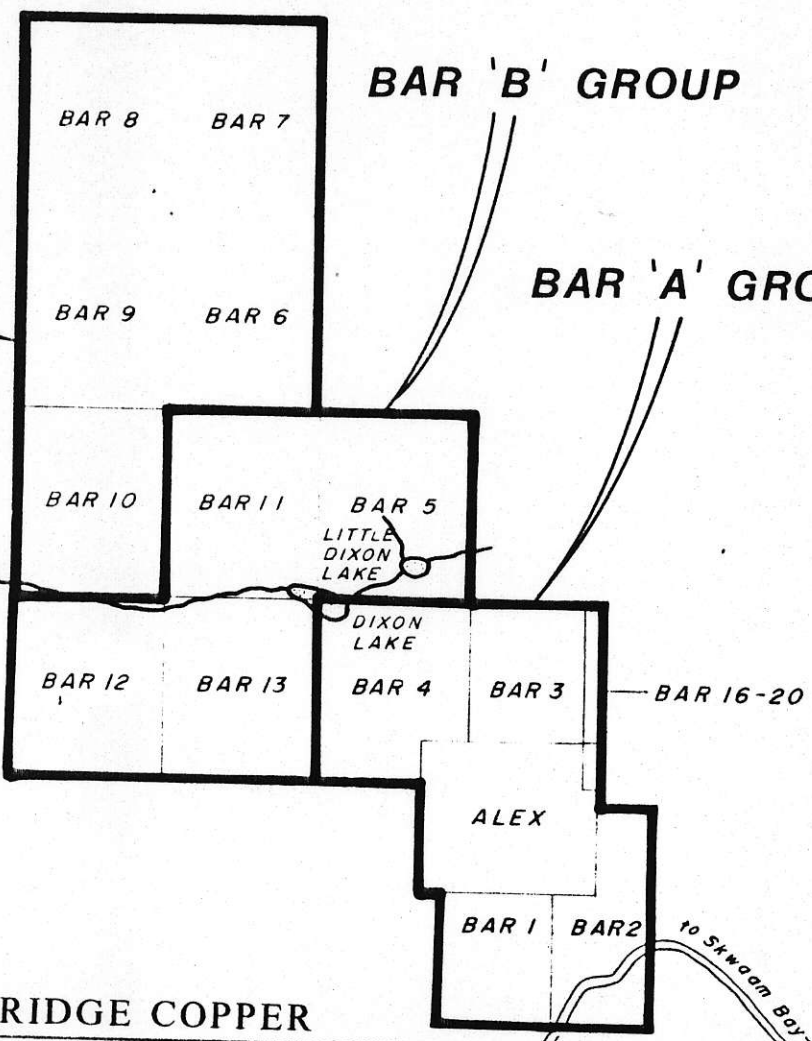 BAR 'B' GROUP
BAR 8
BAR 7
BAR 'A' GRO
BAR 9
BAR 6
BAR 10
BAR 11
BAR 5
LITTLE
DIXON
LAKE
DIXON
LAKE
BAR 12
BAR 13
BAR 4
BAR 3
BAR 16-20
ALEX
BAR 1
BAR2
to Skwaam Bay
RIDGE COPPER